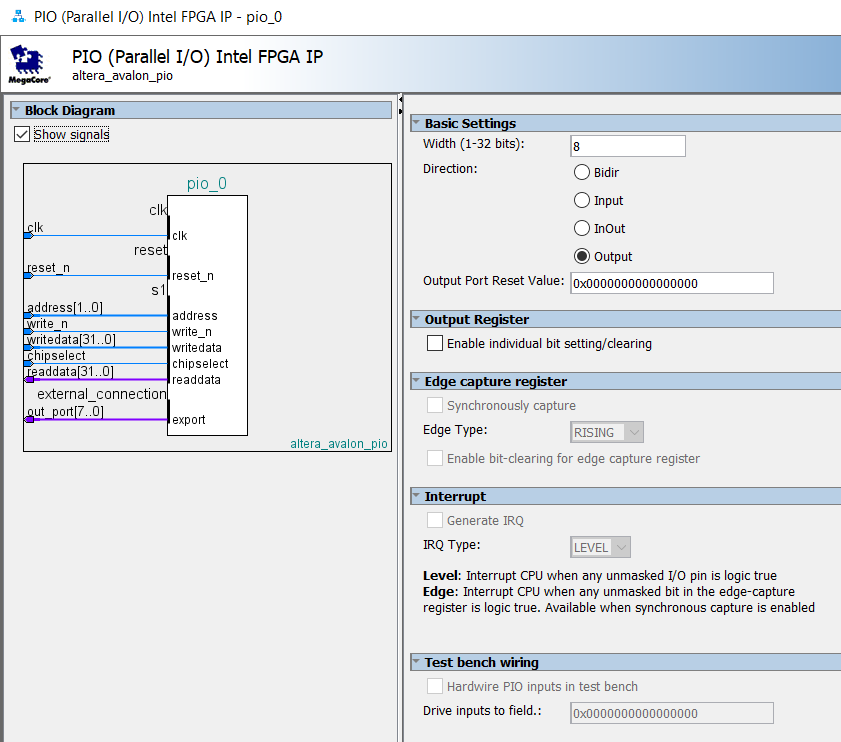 PIO (Parallel I/O) Intel FPGA IP - pio_0
MegaCore®
PIO (Parallel I/O) Intel FPGA IP
altera_avalon_pio
Block Diagram
Show signals
pio_0
clk
clk
clk
reset
reset_n
reset_n
s1
address[1..0]
address
write_n
write_n
writedata[31..0]
writedata
chipselect
chipselect
readdata[31..0]
readdata
external_connection
out_port[7..0]
export
altera_avalon_pio
Basic Settings
Width (1-32 bits): 8
Direction:
Bidir
Input
InOut
Output
Output Port Reset Value: 0x0000000000000000
Output Register
Enable individual bit setting/clearing
Edge capture register
Synchronously capture
Edge Type: RISING
Enable bit-clearing for edge capture register
Interrupt
Generate IRQ
IRQ Type: LEVEL
Level: Interrupt CPU when any unmasked I/O pin is logic true
Edge: Interrupt CPU when any unmasked bit in the edge-capture
register is logic true. Available when synchronous capture is enabled
Test bench wiring
Hardwire PIO inputs in test bench
Drive inputs to field.: 0x0000000000000000